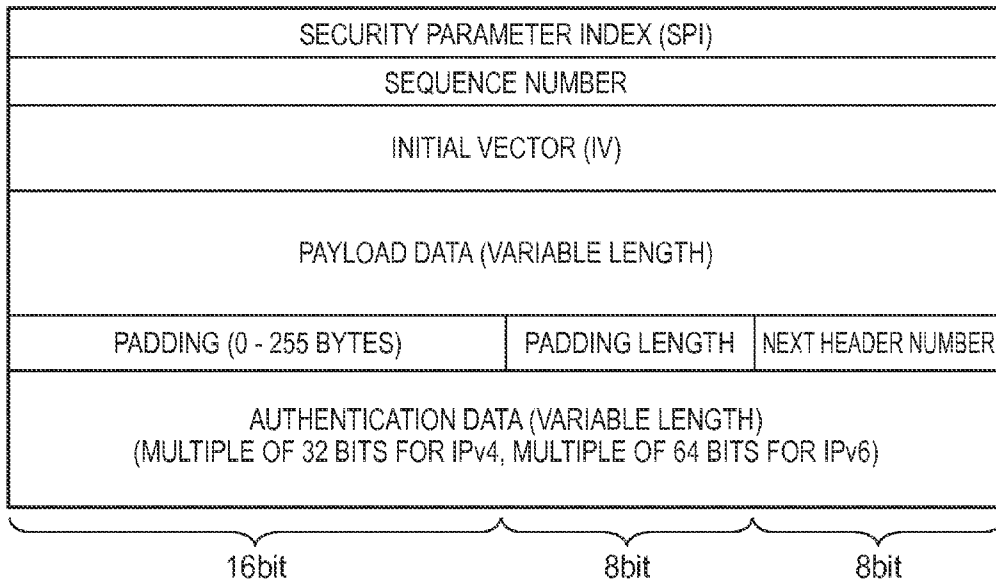 SECURITY PARAMETER INDEX (SPI)
SEQUENCE NUMBER
INITIAL VECTOR (IV)
PAYLOAD DATA (VARIABLE LENGTH)
PADDING (0 - 255 BYTES)
PADDING LENGTH
NEXT HEADER NUMBER
AUTHENTICATION DATA (VARIABLE LENGTH)
(MULTIPLE OF 32 BITS FOR IPv4, MULTIPLE OF 64 BITS FOR IPv6)
16bit
8bit
8bit